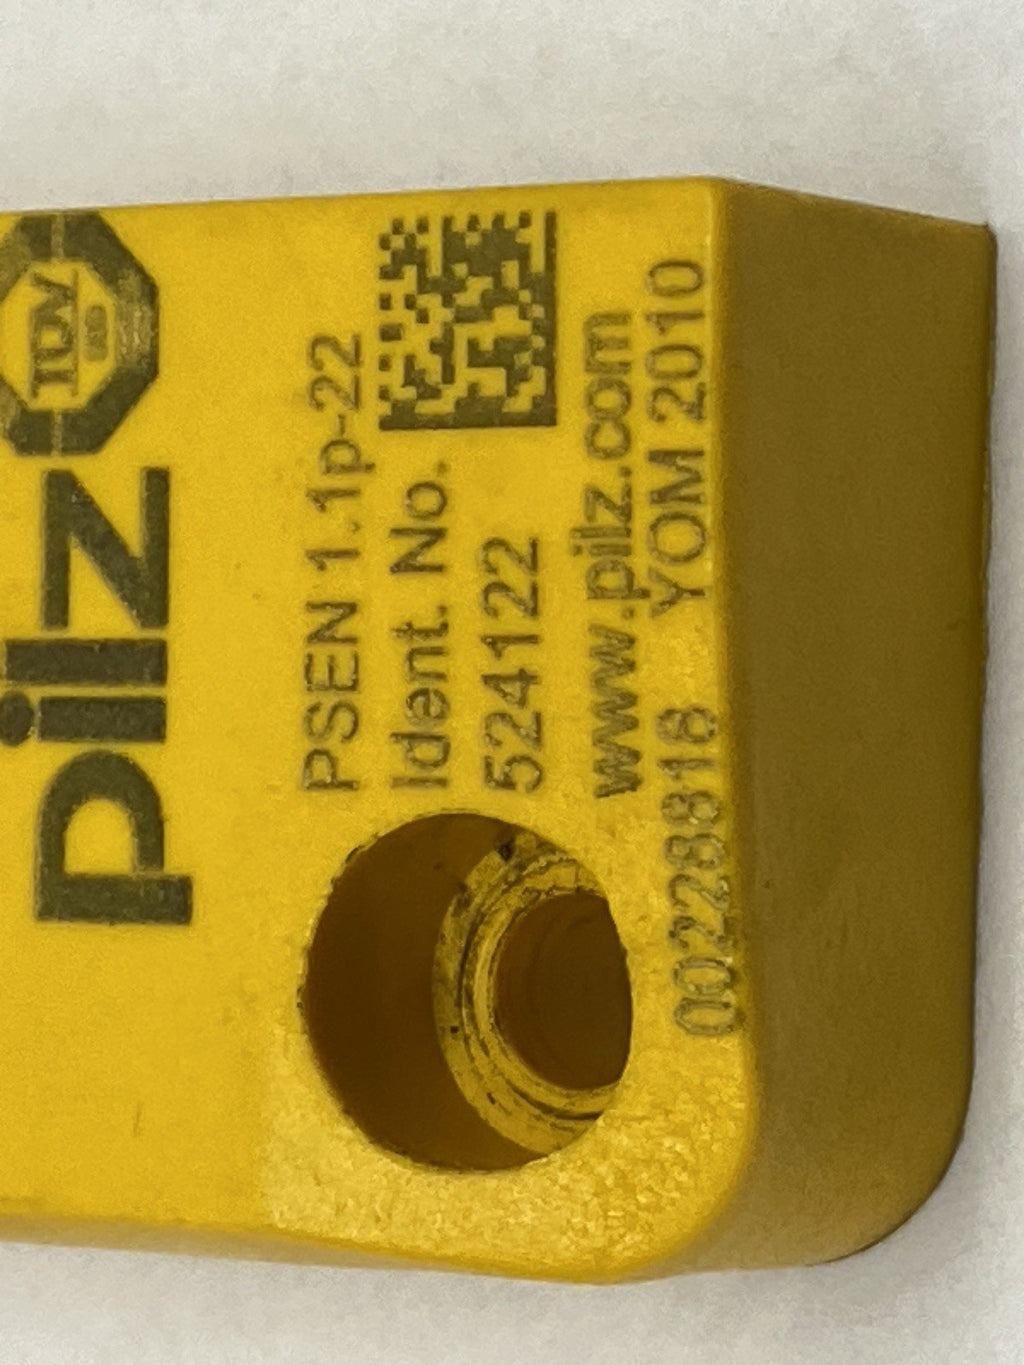 pilz
TÜV
PSEN 1.1p-22
Ident. No.
524122
www.pilz.com
00228818 YOM 2010